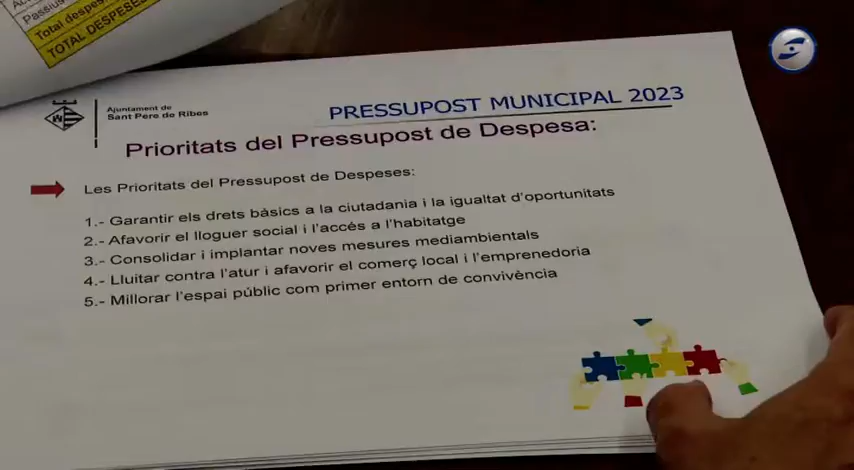 Total despes
TOTAL DESPESES
Ajuntament de
Sant Pere de Ribes
PRESSUPOST MUNICIPAL 2023
Prioritats del Pressupost de Despesa:
Les Prioritats del Pressupost de Despeses:
1.- Garantir els drets bàsics a la ciutadania i la igualtat d'oportunitats
2.- Afavorir el lloguer social i l'accés a l'habitatge
3.- Consolidar i implantar noves mesures mediambientals
4.- Lluitar contra l'atur i afavorir el comerç local i l'emprenedoria
5.- Millorar l'espai públic com primer entorn de convivència